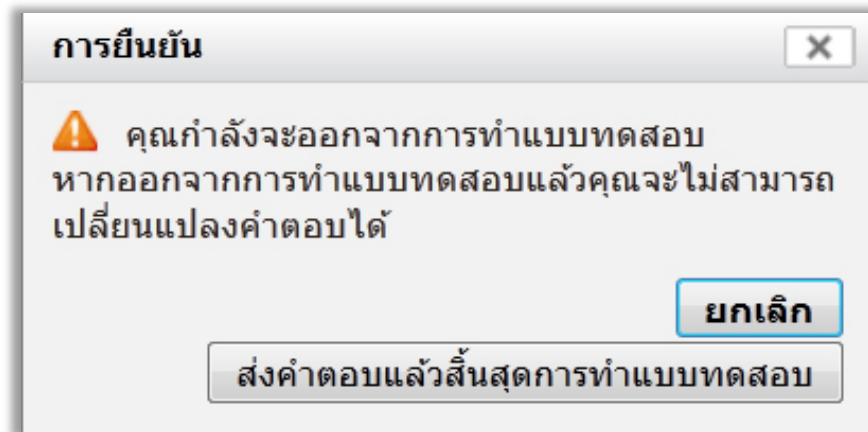 การยืนยัน
คุณกำลังจะออกจากการทำแบบทดสอบ
หากออกจากการทำแบบทดสอบแล้วคุณจะไม่สามารถ
เปลี่ยนแปลงคำตอบได้
ยกเลิก
ส่งคำตอบแล้วสิ้นสุดการทำแบบทดสอบ